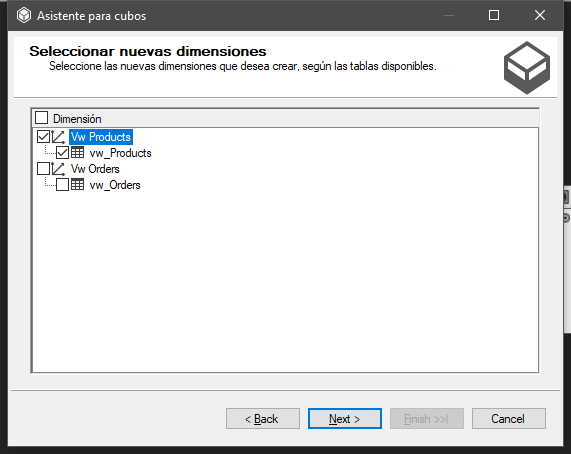 Asistente para cubos
Seleccionar nuevas dimensiones
Seleccione las nuevas dimensiones que desea crear, según las tablas disponibles.
Dimensión
Vw Products
vw_Products
Vw Orders
vw_Orders
< Back
Next >
Finish >>|
Cancel